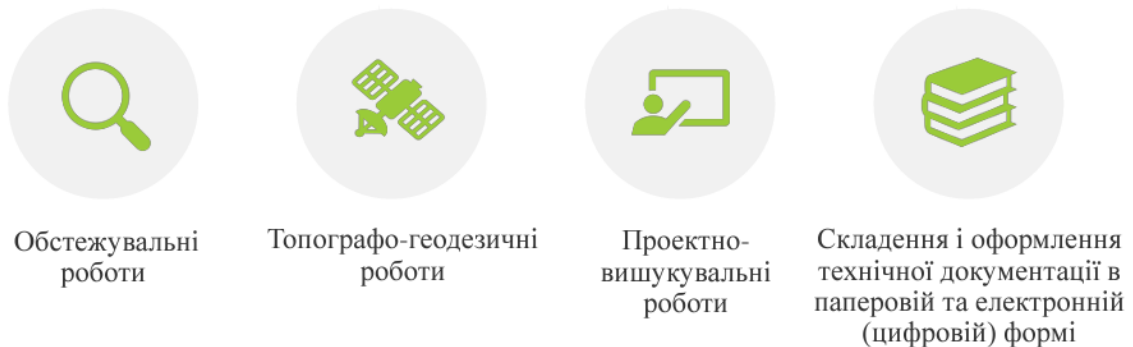 Обстежувальні
роботи
Топографо-геодезичні
роботи
Проектно-
вишукувальні
роботи
Складення і оформлення
технічної документації в
паперовій та електронній
(цифровій) формі